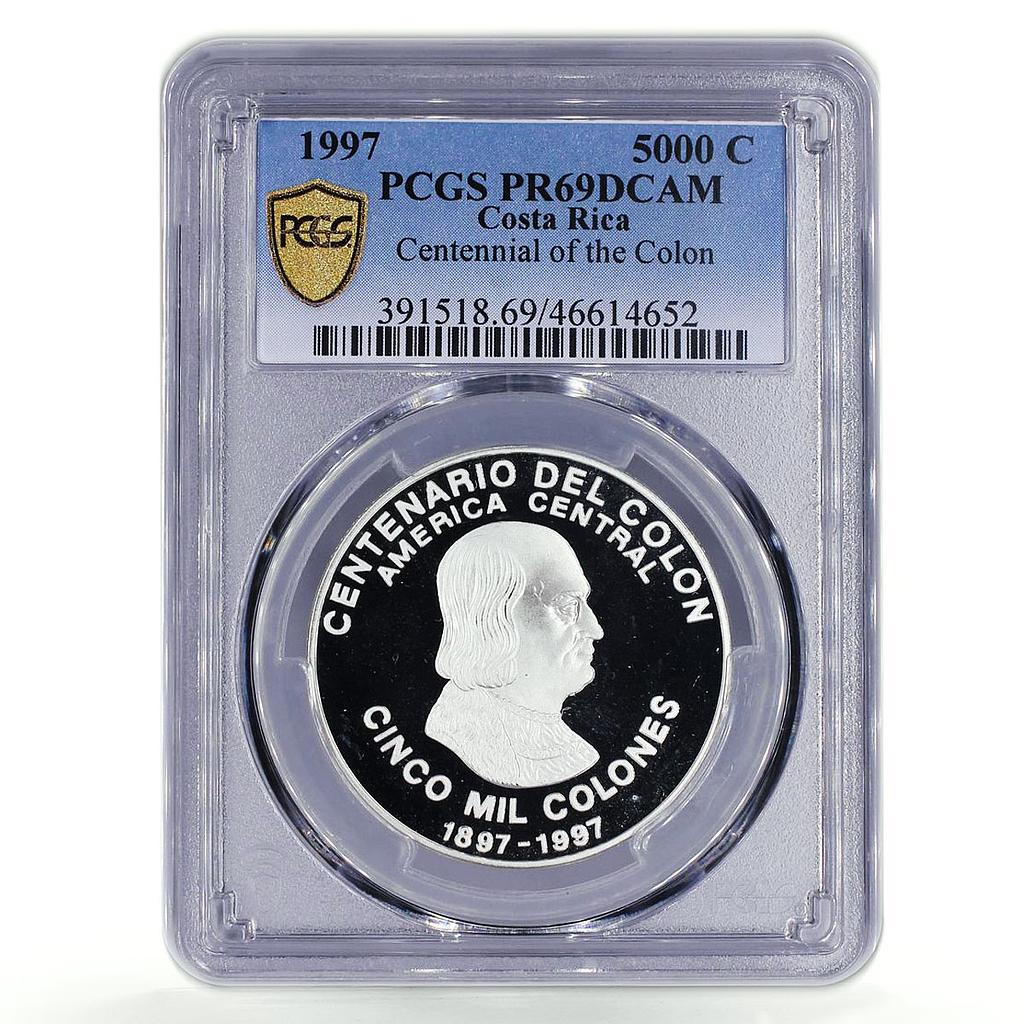 1997 5000 C
PCGS PR69DCAM
Costa Rica
PCGS
Centennial of the Colon
391518.69/46614652
CENTENARIO DEL COLON
AMERICA CENTRAL
CINCO MIL COLONES
1897-1997